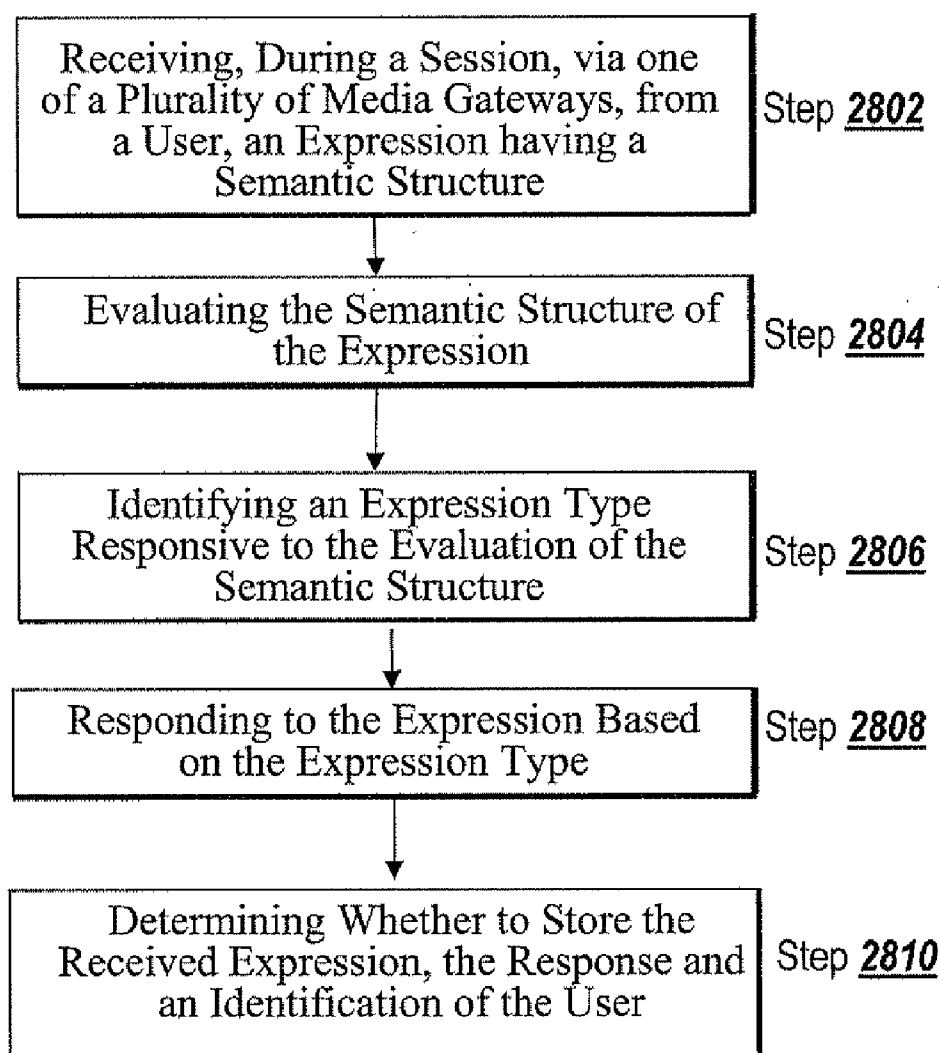 Receiving, During a Session, via one
of a Plurality of Media Gateways, from
a User, an Expression having a
Semantic Structure
Step 2802
Evaluating the Semantic Structure of
the Expression
Step 2804
Identifying an Expression Type
Responsive to the Evaluation of the
Semantic Structure
Step 2806
Responding to the Expression Based
on the Expression Type
Step 2808
Determining Whether to Store the
Received Expression, the Response and
an Identification of the User
Step 2810